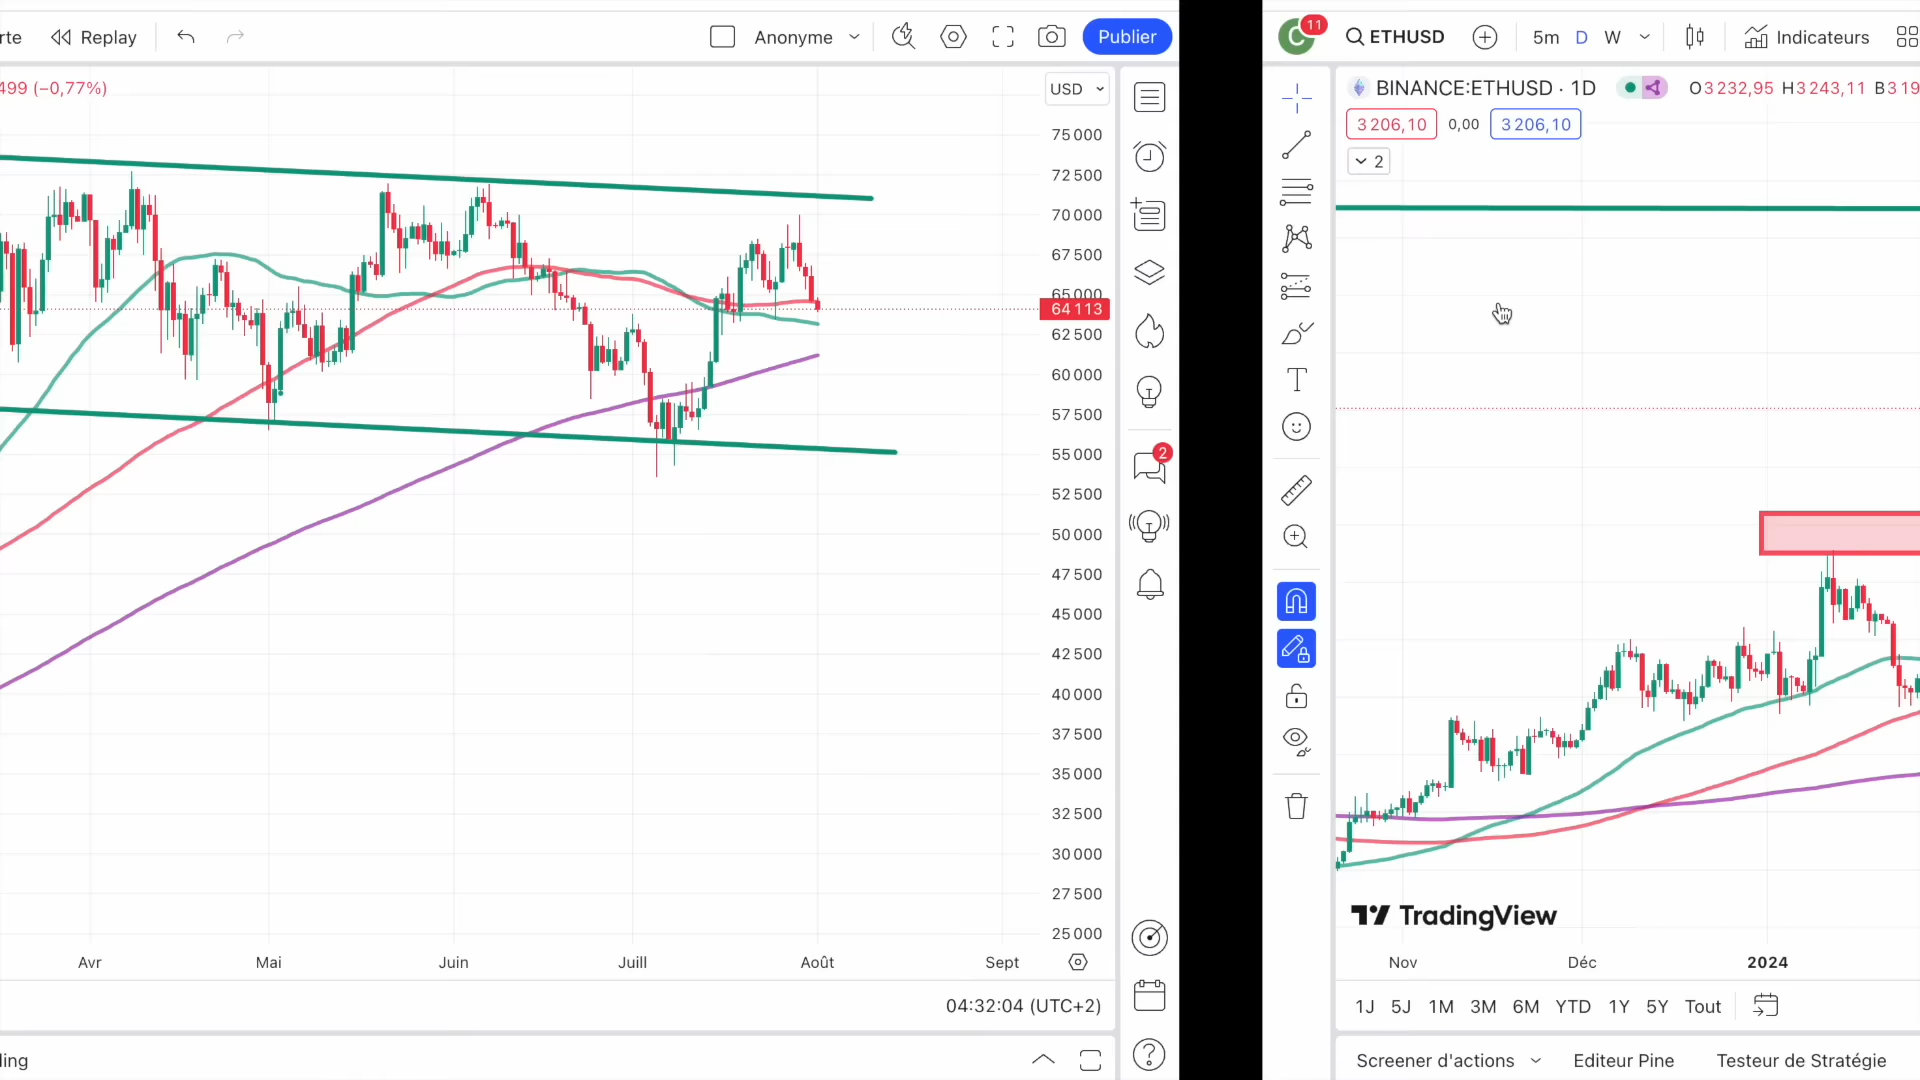 rte Replay Anonyme Publier
499 (−0,77%)
USD
75 000
72 500
70 000
67 500
65 000
64 113
62 500
60 000
57 500
55 000
52 500
50 000
47 500
45 000
42 500
40 000
37 500
35 000
32 500
30 000
27 500
25 000
Avr Mai Juin Juill Août Sept
04:32:04 (UTC+2)
ling
2
C 11 ETHUSD 5m D W Indicateurs
BINANCE:ETHUSD · 1D O3 232,95 H3 243,11 B3 19
3 206,10 0,00 3 206,10
2
TradingView
Nov Déc 2024
1J 5J 1M 3M 6M YTD 1Y 5Y Tout
Screener d'actions Editeur Pine Testeur de Stratégie